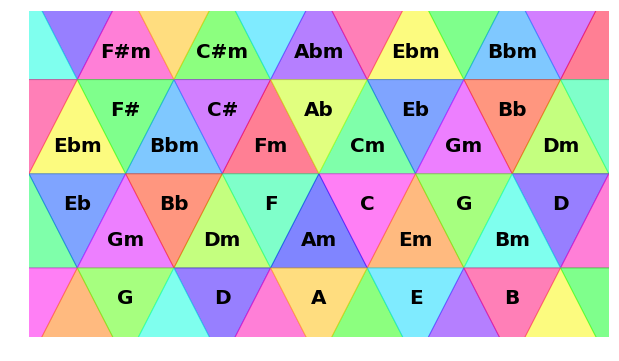 F#m C#m Abm Ebm Bbm
F# C# Ab Eb Bb
Ebm Bbm Fm Cm Gm Dm
Eb Bb F C G D
Gm Dm Am Em Bm
G D A E B